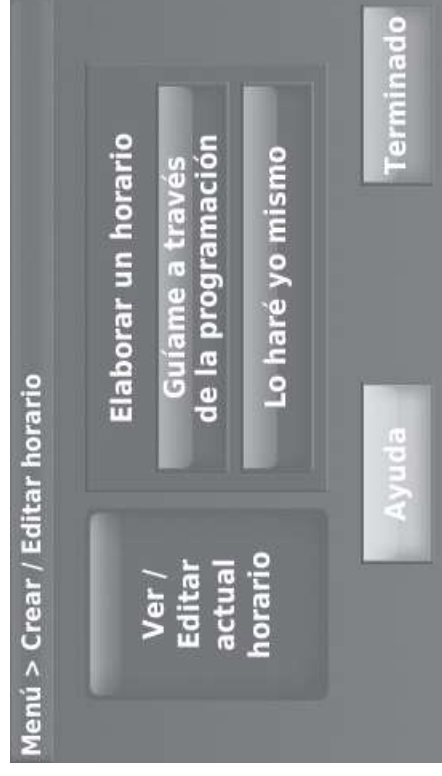 Menú > Crear / Editar horario
Ver /
Editar
actual
horario
Elaborar un horario
Guíame a través
de la programación
Lo haré yo mismo
Ayuda
Terminado